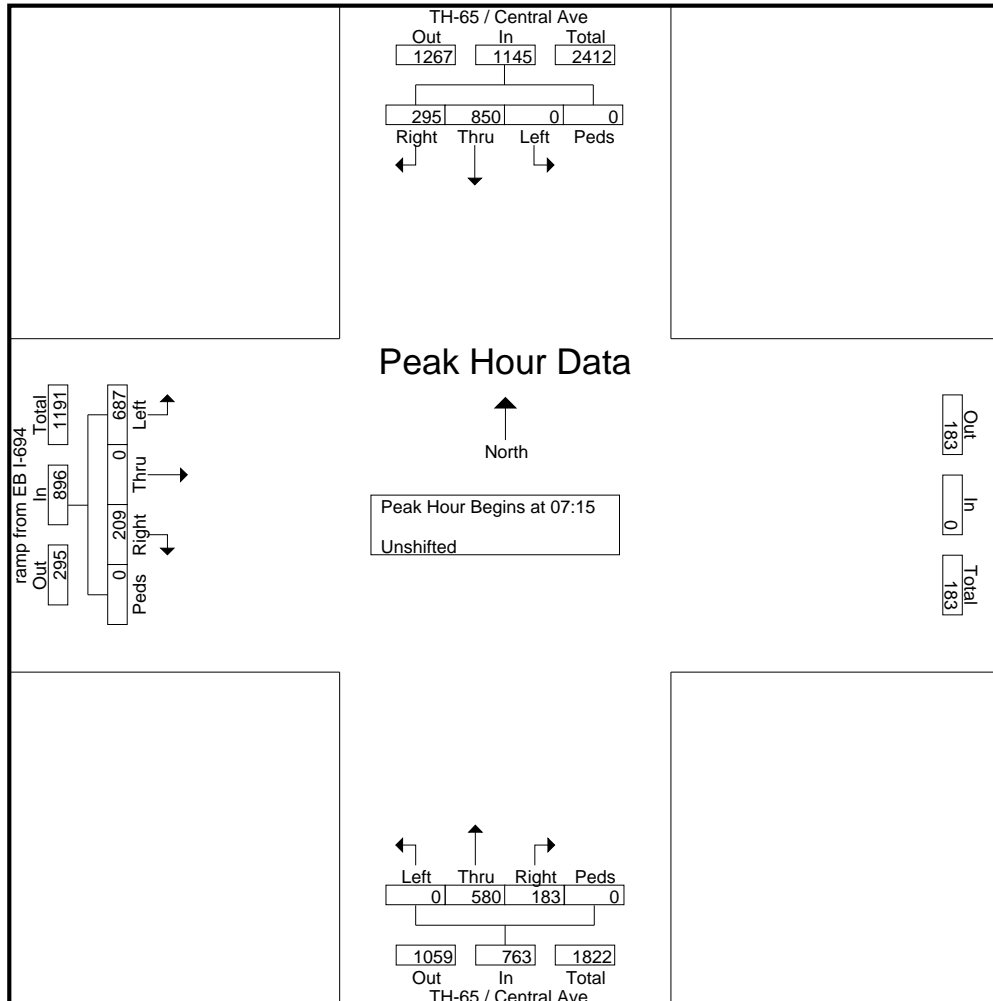 TH-65 / Central Ave
Out In Total
1267 1145 2412
295 850 0 0
Right Thru Left Peds
Peak Hour Data
North
Peak Hour Begins at 07:15
Unshifted
ramp from EB I-694
Out In Total
295 896 1191
687 0 209 0
Left Thru Right Peds
Out In Total
183 0 183
Left Thru Right Peds
0 580 183 0
1059 763 1822
Out In Total
TH-65 / Central Ave